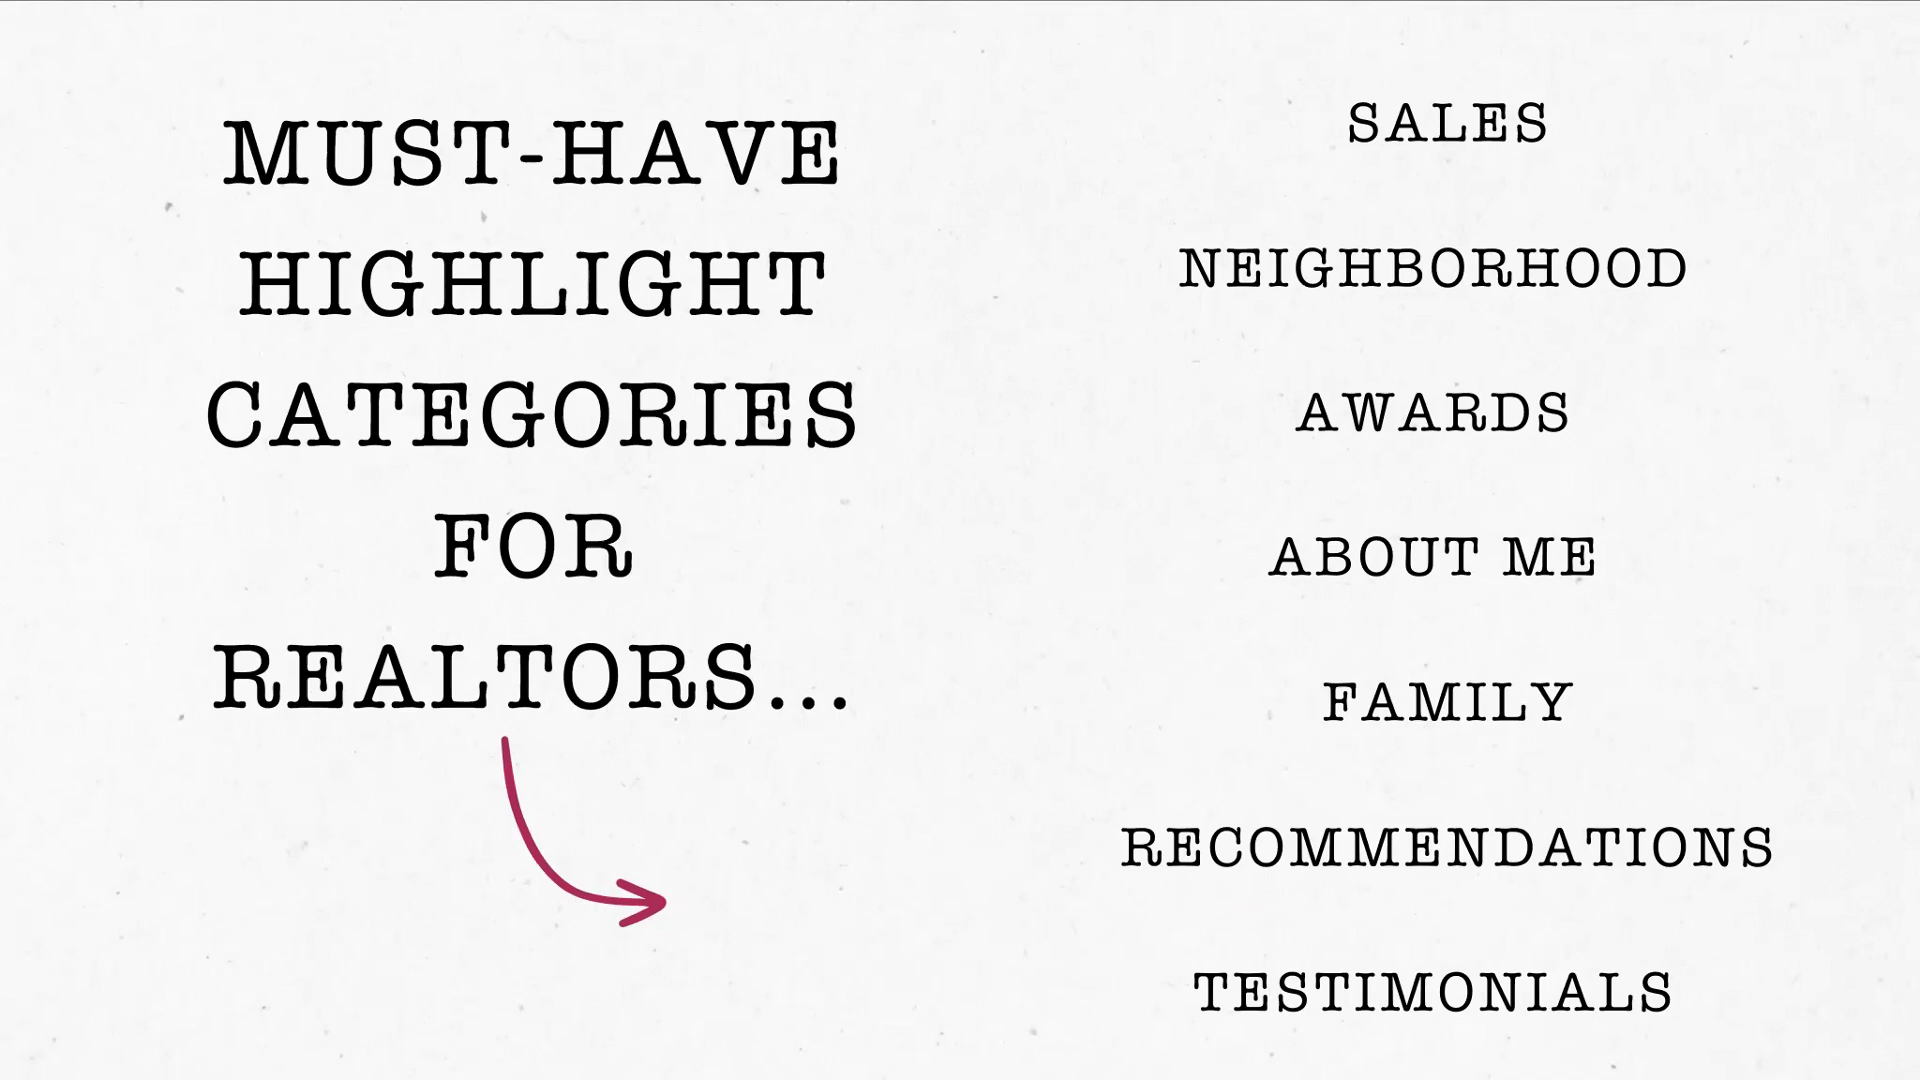 MUST-HAVE
HIGHLIGHT
CATEGORIES
FOR
REALTORS...
SALES
NEIGHBORHOOD
AWARDS
ABOUT ME
FAMILY
RECOMMENDATIONS
TESTIMONIALS